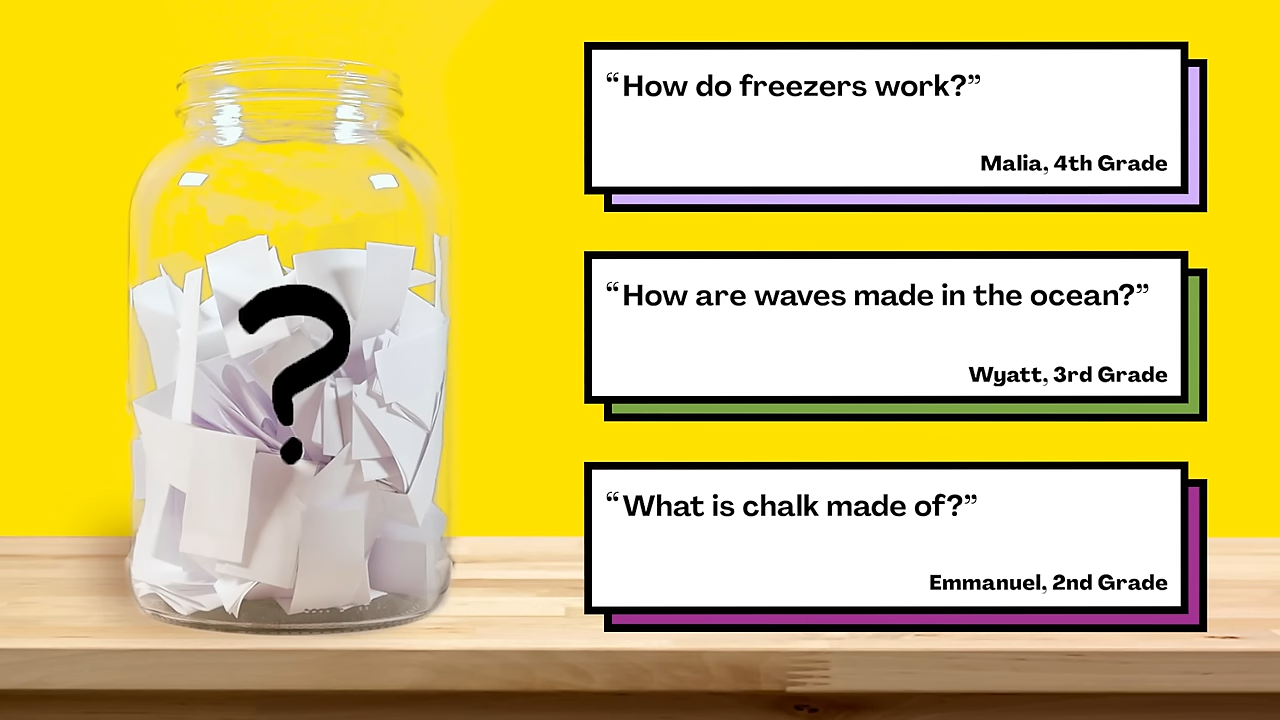 ?
“How do freezers work?”
Malia, 4th Grade
“How are waves made in the ocean?”
Wyatt, 3rd Grade
“What is chalk made of?”
Emmanuel, 2nd Grade